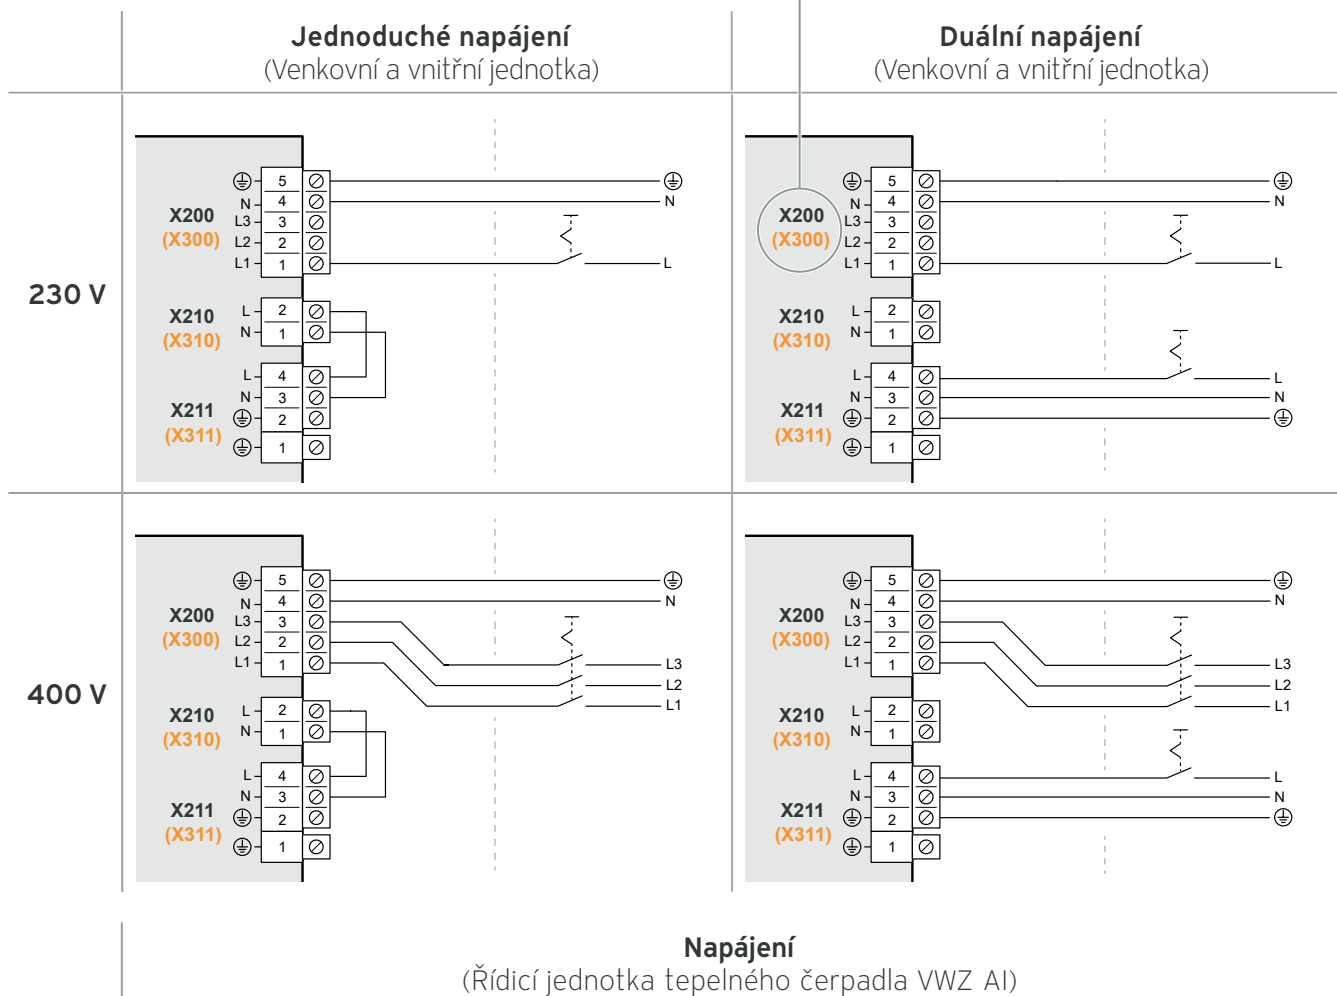 Jednoduché napájení
(Venkovní a vnitřní jednotka)
Duální napájení
(Venkovní a vnitřní jednotka)
230 V
X200
(X300)
N
L3
L2
L1
5
4
3
2
1
N
L
X210
(X310)
L
N
2
1
X211
(X311)
L
N
4
3
2
1
X200
(X300)
N
L3
L2
L1
5
4
3
2
1
N
L
X210
(X310)
L
N
2
1
X211
(X311)
L
N
4
3
2
1
L
N
400 V
X200
(X300)
N
L3
L2
L1
5
4
3
2
1
N
L3
L2
L1
X210
(X310)
L
N
2
1
X211
(X311)
L
N
4
3
2
1
X200
(X300)
N
L3
L2
L1
5
4
3
2
1
N
L3
L2
L1
X210
(X310)
L
N
2
1
X211
(X311)
L
N
4
3
2
1
L
N
Napájení
(Řídicí jednotka tepelného čerpadla VWZ AI)